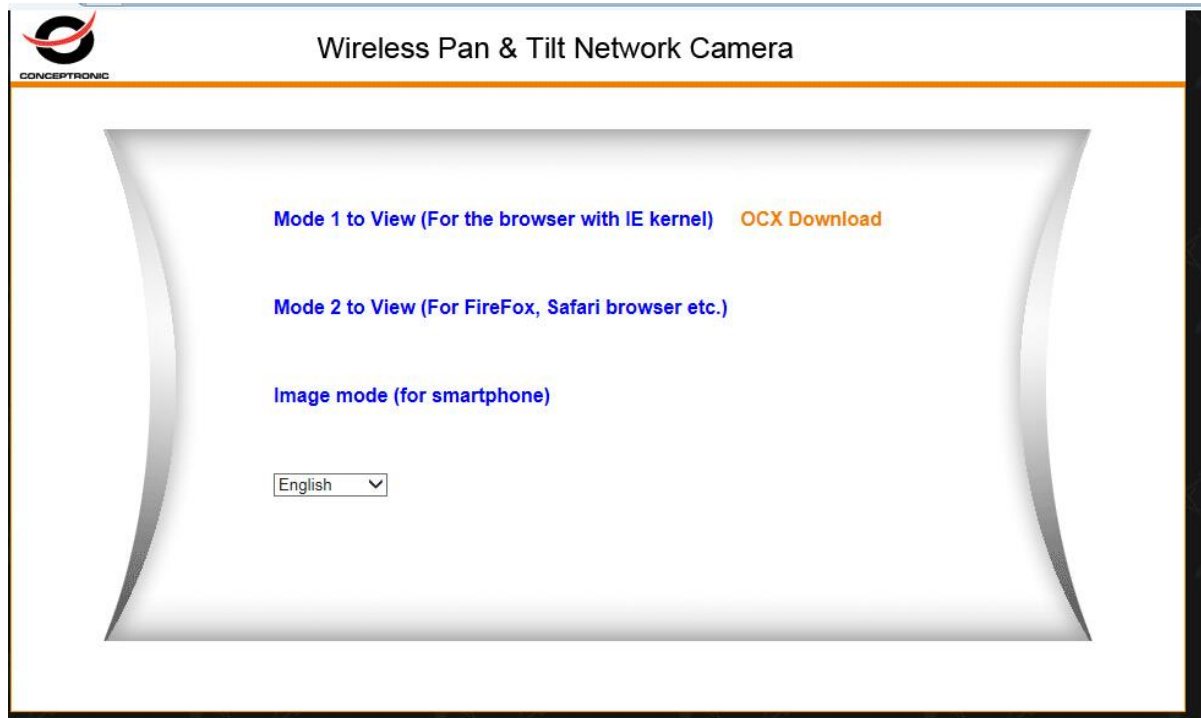 CONCEPTRONIC
Wireless Pan & Tilt Network Camera
Mode 1 to View (For the browser with IE kernel) OCX Download
Mode 2 to View (For FireFox, Safari browser etc.)
Image mode (for smartphone)
English